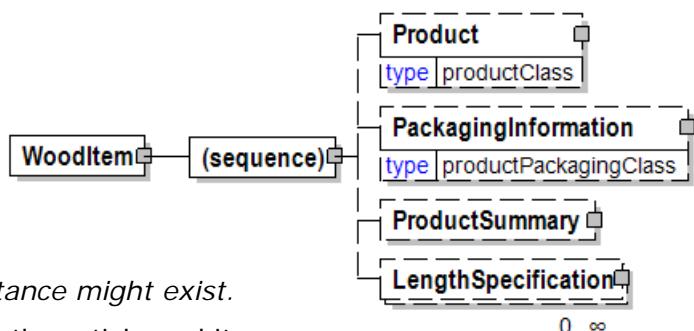 Product
type productClass
PackagingInformation
type productPackagingClass
WoodItem
(sequence)
ProductSummary
LengthSpecification
0 ∞
tance might exist.